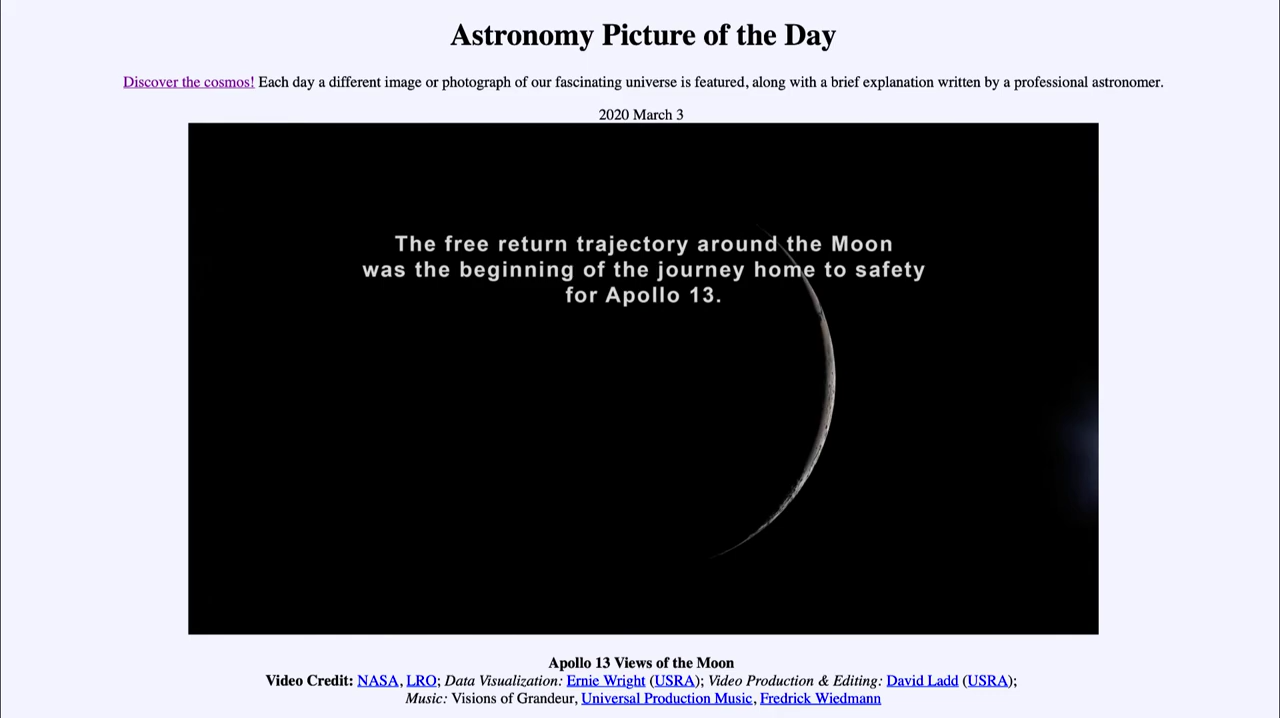 Astronomy Picture of the Day
Discover the cosmos! Each day a different image or photograph of our fascinating universe is featured, along with a brief explanation written by a professional astronomer.
2020 March 3
The free return trajectory around the Moon
was the beginning of the journey home to safety
for Apollo 13.
Apollo 13 Views of the Moon
Video Credit: NASA, LRO; Data Visualization: Ernie Wright (USRA); Video Production & Editing: David Ladd (USRA);
Music: Visions of Grandeur, Universal Production Music, Fredrick Wiedmann